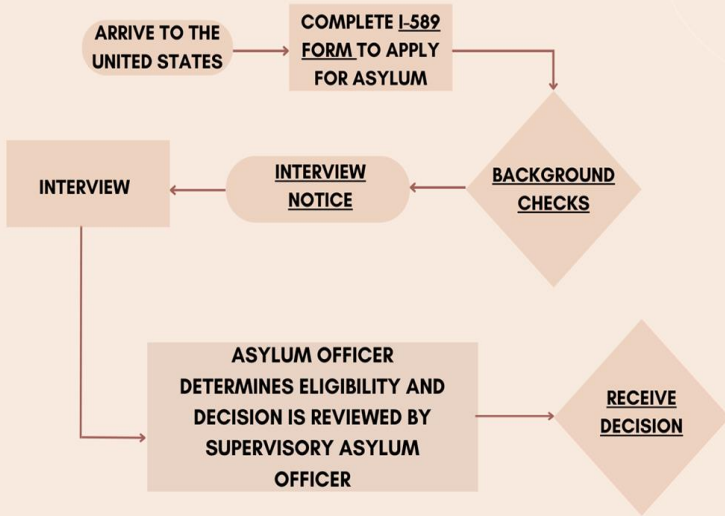 ARRIVE TO THE
UNITED STATES
COMPLETE I-589
FORM TO APPLY
FOR ASYLUM
BACKGROUND
CHECKS
INTERVIEW
NOTICE
INTERVIEW
ASYLUM OFFICER
DETERMINES ELIGIBILITY AND
DECISION IS REVIEWED BY
SUPERVISORY ASYLUM
OFFICER
RECEIVE
DECISION